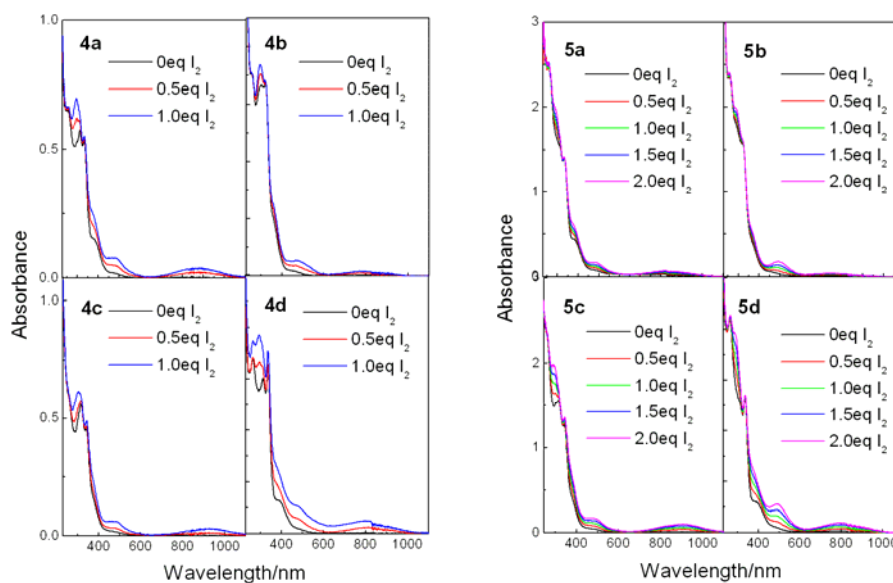 1.0
0.5
0.0
0.5
0.0
Absorbance
4a
0eq I₂
0.5eq I₂
1.0eq I₂
4b
0eq I₂
0.5eq I₂
1.0eq I₂
4c
0eq I₂
0.5eq I₂
1.0eq I₂
4d
0eq I₂
0.5eq I₂
1.0eq I₂
400 600 800 1000 400 600 800 1000
Wavelength/nm
3
2
1
3
2
1
0
Absorbance
5a
0eq I₂
0.5eq I₂
1.0eq I₂
1.5eq I₂
2.0eq I₂
5b
0eq I₂
0.5eq I₂
1.0eq I₂
1.5eq I₂
2.0eq I₂
5c
0eq I₂
0.5eq I₂
1.0eq I₂
1.5eq I₂
2.0eq I₂
5d
0eq I₂
0.5eq I₂
1.0eq I₂
1.5eq I₂
2.0eq I₂
400 600 800 1000 400 600 800 1000
Wavelength/nm